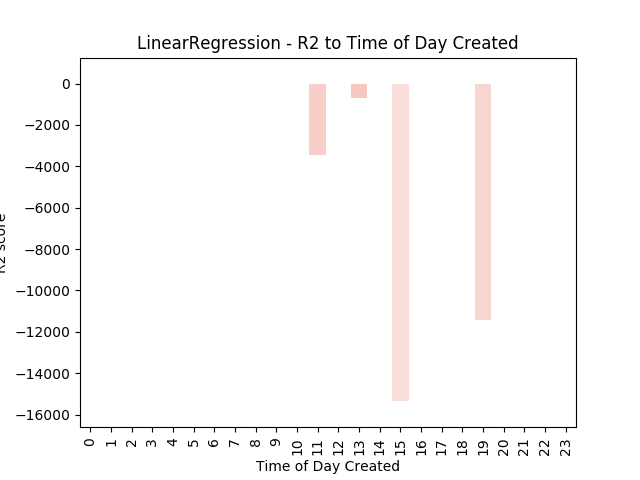 LinearRegression - R2 to Time of Day Created
R2 score
0
−2000
−4000
−6000
−8000
−10000
−12000
−14000
−16000
0 1 2 3 4 5 6 7 8 9 10 11 12 13 14 15 16 17 18 19 20 21 22 23
Time of Day Created